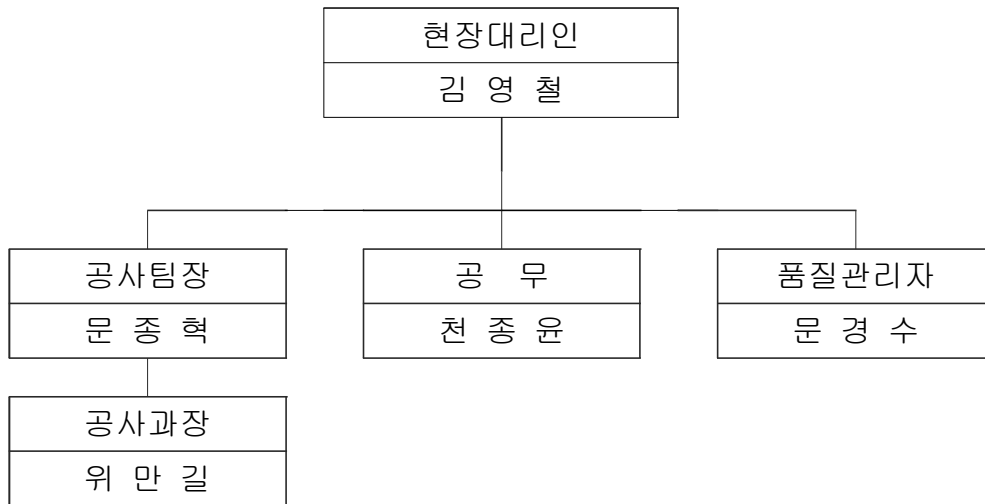 현장대리인
김 영 철
공사팀장
문 종 혁
공 무
천 종 윤
품질관리자
문 경 수
공사과장
위 만 길